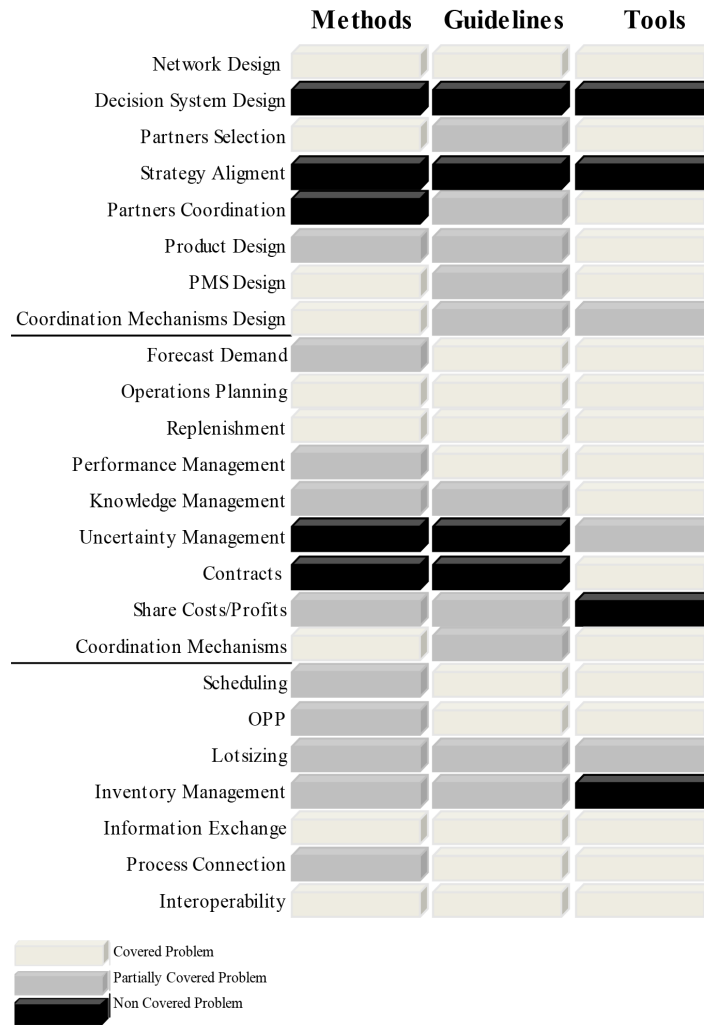 Methods Guidelines Tools
Network Design
Decision System Design
Partners Selection
Strategy Aligment
Partners Coordination
Product Design
PMS Design
Coordination Mechanisms Design
Forecast Demand
Operations Planning
Replenishment
Performance Management
Knowledge Management
Uncertainty Management
Contracts
Share Costs/Profits
Coordination Mechanisms
Scheduling
OPP
Lotsizing
Inventory Management
Information Exchange
Process Connection
Interoperability
Covered Problem
Partially Covered Problem
Non Covered Problem